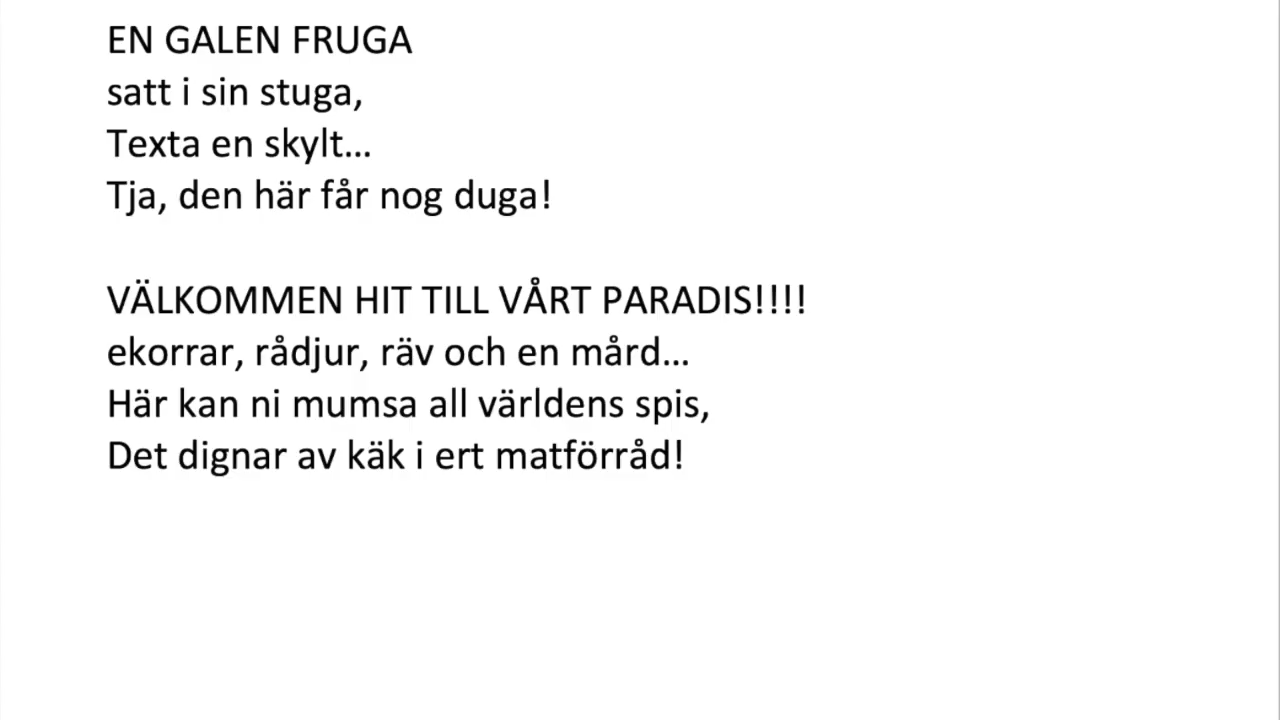 EN GALEN FRUGA
satt i sin stuga,
Texta en skylt...
Tja, den här får nog duga!
VÄLKOMMEN HIT TILL VÅRT PARADIS!!!!
ekorrar, rådjur, räv och en mård...
Här kan ni mumsa all världens spis,
Det dignar av käk i ert matförråd!